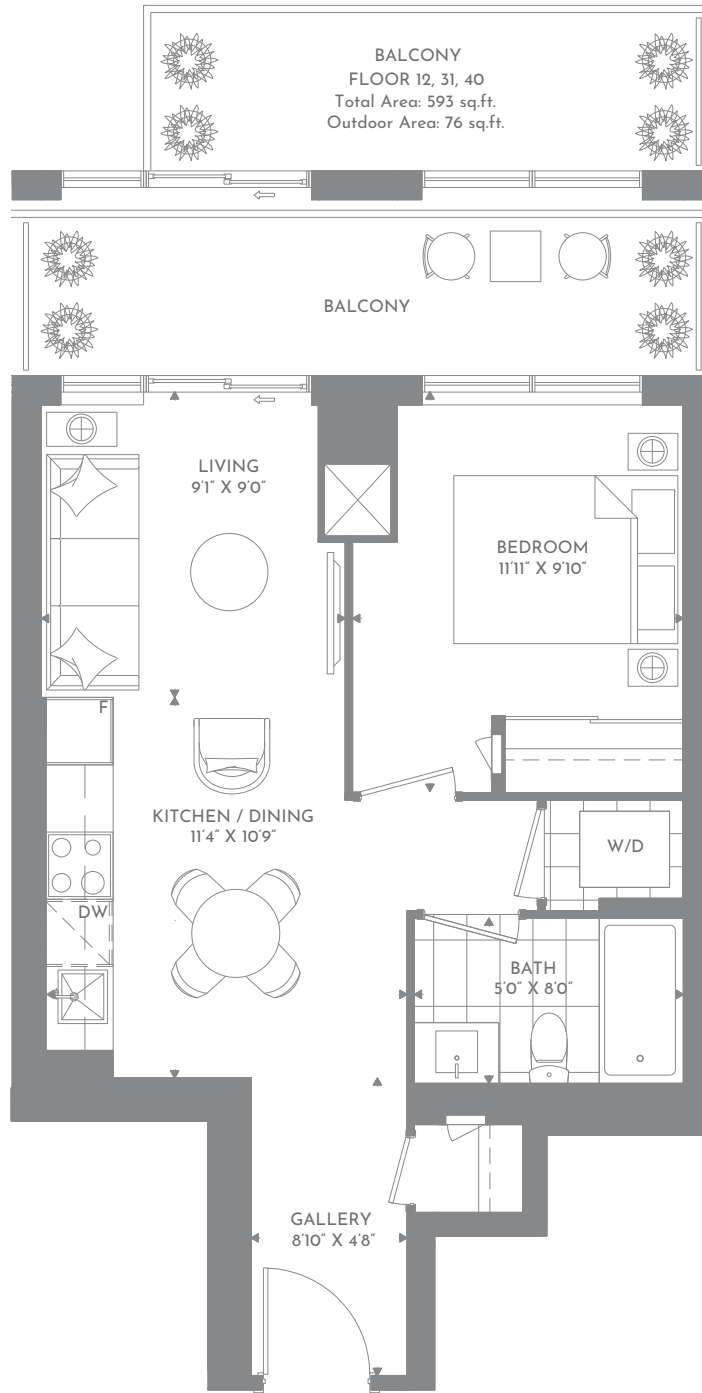 BALCONY
FLOOR 12, 31, 40
Total Area: 593 sq.ft.
Outdoor Area: 76 sq.ft.
BALCONY
LIVING
9'1" X 9'0"
BEDROOM
11'11" X 9'10"
F
KITCHEN / DINING
11'4" X 10'9"
W/D
DW
BATH
5'0" X 8'0"
GALLERY
8'10" X 4'8"